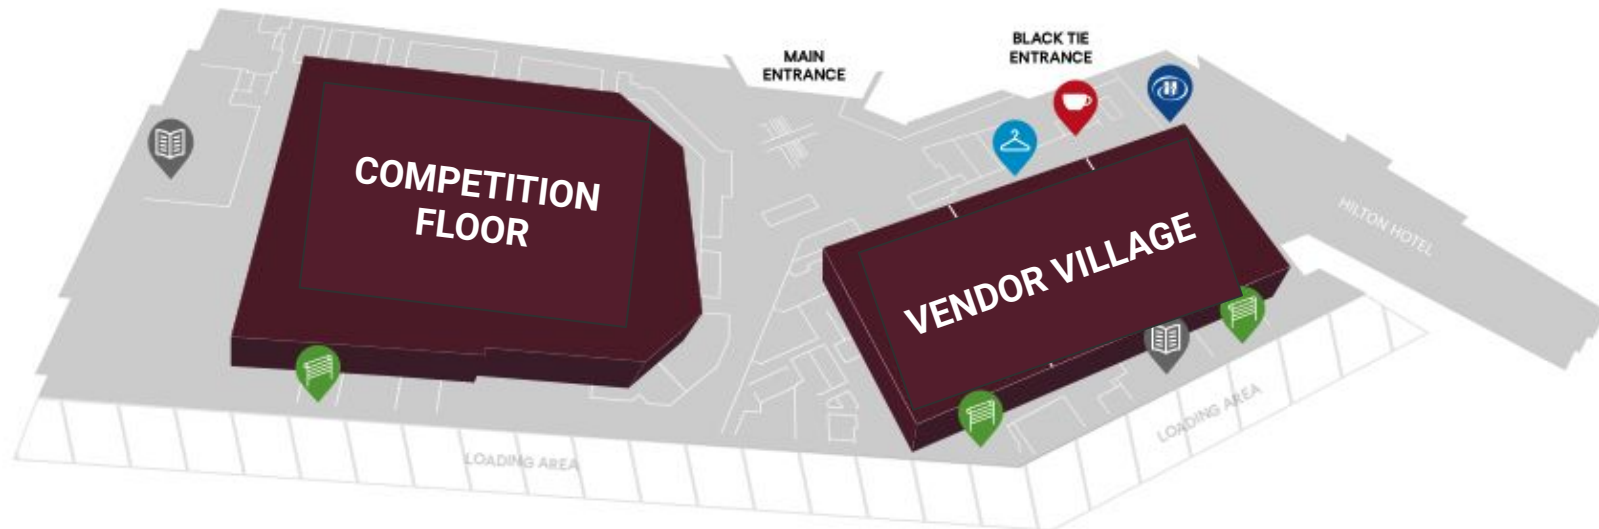 MAIN
ENTRANCE
BLACK TIE
ENTRANCE
COMPETITION
FLOOR
VENDOR VILLAGE
HILTON HOTEL
LOADING AREA
LOADING AREA